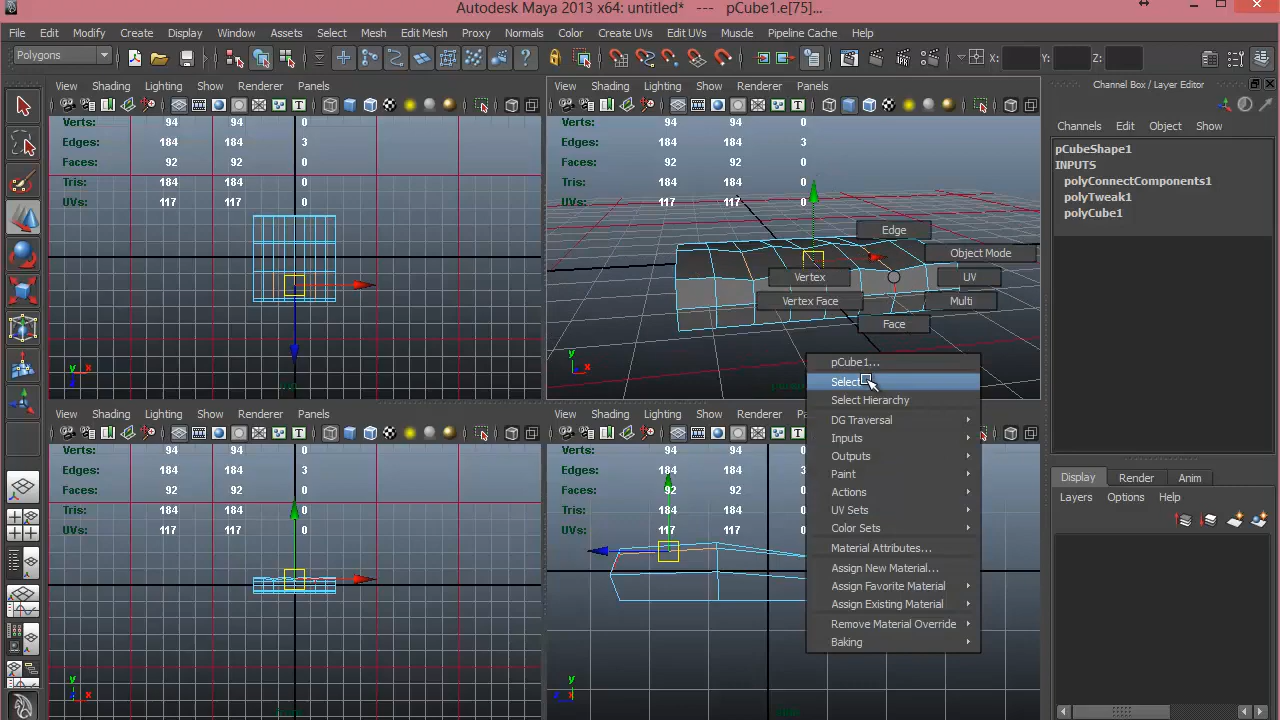 Autodesk Maya 2013 x64: untitled* --- pCube1.e[75]...
File Edit Modify Create Display Window Assets Select Mesh Edit Mesh Proxy Normals Color Create UVs Edit UVs Muscle Pipeline Cache Help
Polygons X: Y: Z:
View Shading Lighting Show Renderer Panels
Verts: 94 94 0
Edges: 184 184 3
Faces: 92 92 0
Tris: 184 184 0
UVs: 117 117 0
y
z x
View Shading Lighting Show Renderer Panels
Verts: 94 94 0
Edges: 184 184 3
Faces: 92 92 0
Tris: 184 184 0
UVs: 117 117 0
Edge
Object Mode
Vertex
UV
Vertex Face
Multi
Face
y
z x
pCube1...
Select
Select Hierarchy
DG Traversal
Inputs
Outputs
Paint
Actions
UV Sets
Color Sets
Material Attributes...
Assign New Material...
Assign Favorite Material
Assign Existing Material
Remove Material Override
Baking
View Shading Lighting Show Renderer Panels
Verts: 94 94 0
Edges: 184 184 3
Faces: 92 92 0
Tris: 184 184 0
UVs: 117 117 0
y
z x
View Shading Lighting Show Renderer
Verts: 94
Edges: 184
Faces: 92
Tris: 184
UVs: 117
y
z x
Channel Box / Layer Editor
Channels Edit Object Show
pCubeShape1
INPUTS
polyConnectComponents1
polyTweak1
polyCube1
Display Render Anim
Layers Options Help